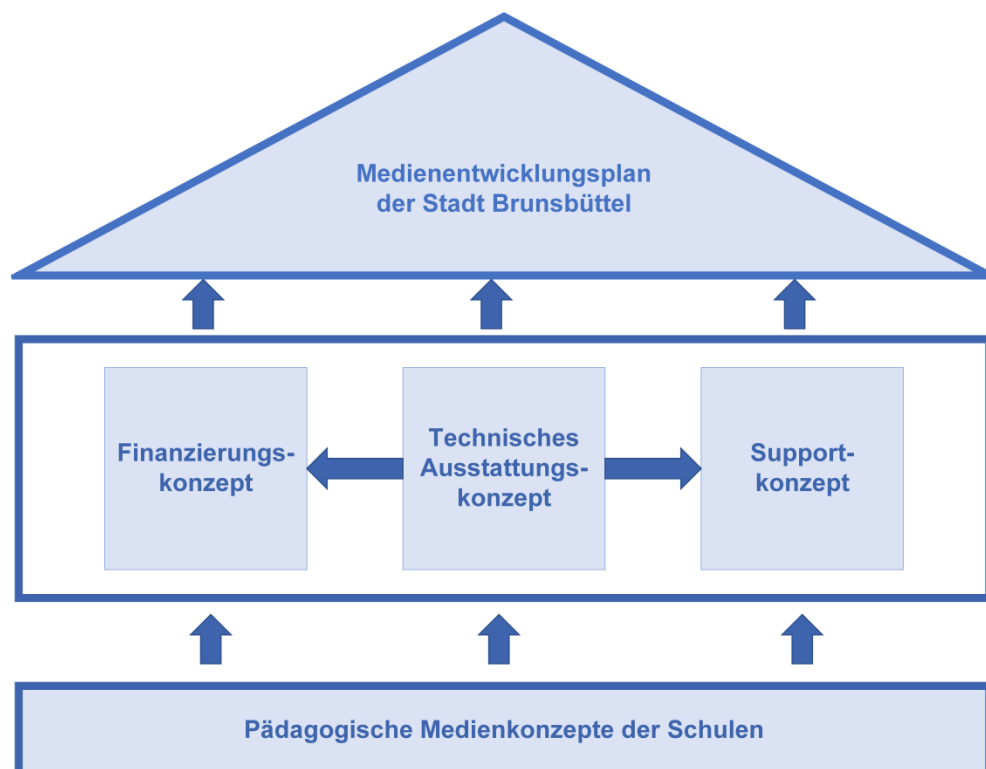 Medienentwicklungsplan
der Stadt Brunsbüttel
Finanzierungs-
konzept
Technisches
Ausstattungs-
konzept
Support-
konzept
Pädagogische Medienkonzepte der Schulen